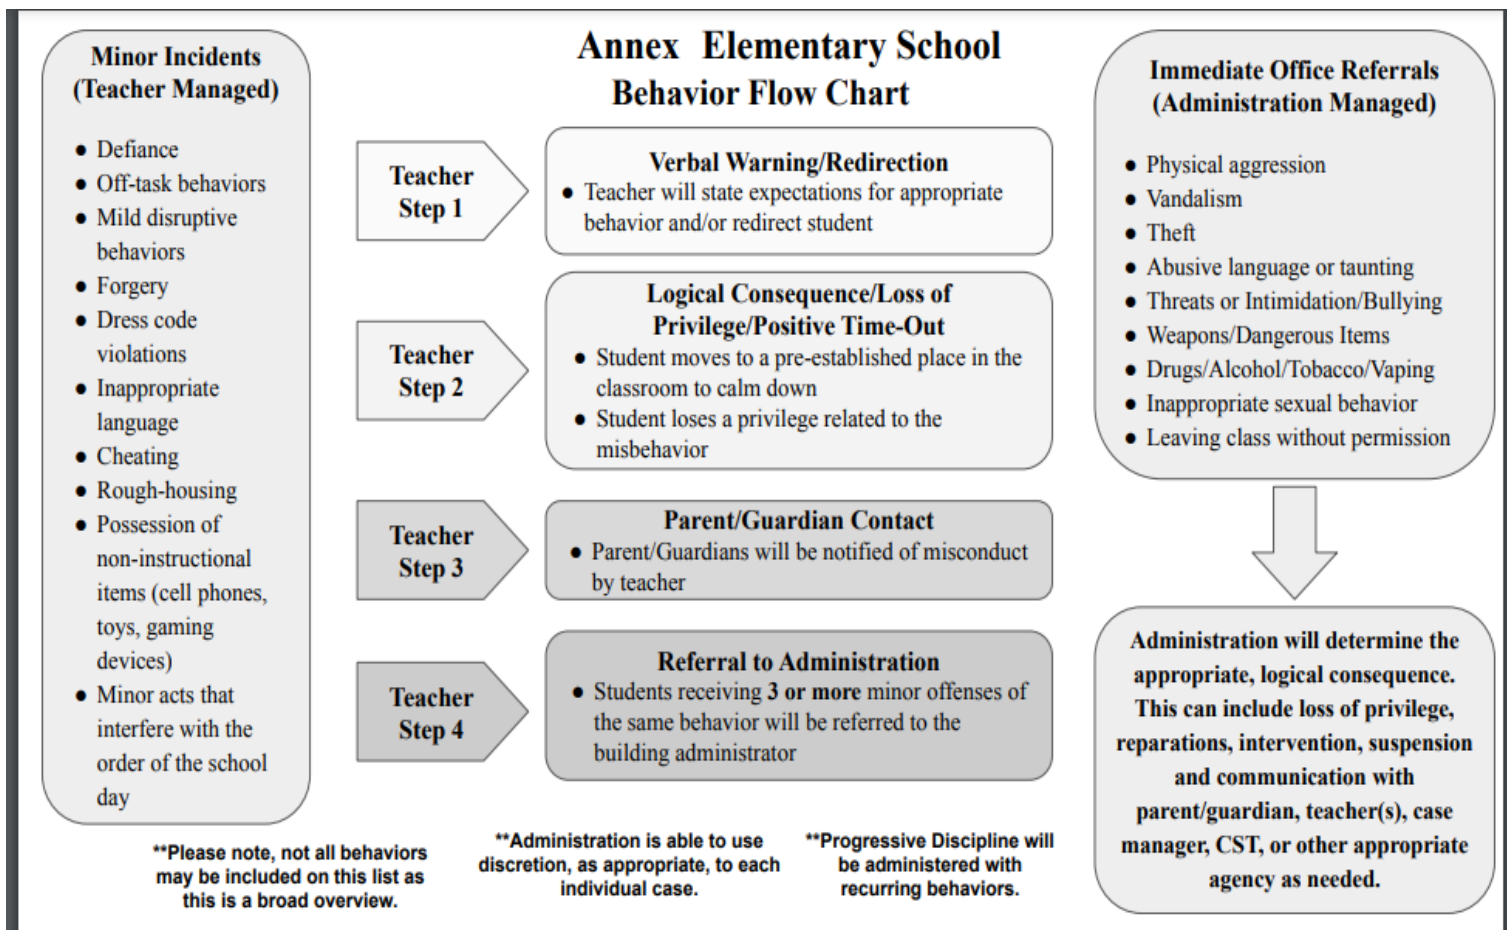 Annex Elementary School
Behavior Flow Chart
Minor Incidents
(Teacher Managed)
● Defiance
● Off-task behaviors
● Mild disruptive
behaviors
● Forgery
● Dress code
violations
● Inappropriate
language
● Cheating
● Rough-housing
● Possession of
non-instructional
items (cell phones,
toys, gaming
devices)
● Minor acts that
interfere with the
order of the school
day
Teacher
Step 1
Verbal Warning/Redirection
● Teacher will state expectations for appropriate
behavior and/or redirect student
Teacher
Step 2
Logical Consequence/Loss of
Privilege/Positive Time-Out
● Student moves to a pre-established place in the
classroom to calm down
● Student loses a privilege related to the
misbehavior
Teacher
Step 3
Parent/Guardian Contact
● Parent/Guardians will be notified of misconduct
by teacher
Teacher
Step 4
Referral to Administration
● Students receiving 3 or more minor offenses of
the same behavior will be referred to the
building administrator
Immediate Office Referrals
(Administration Managed)
● Physical aggression
● Vandalism
● Theft
● Abusive language or taunting
● Threats or Intimidation/Bullying
● Weapons/Dangerous Items
● Drugs/Alcohol/Tobacco/Vaping
● Inappropriate sexual behavior
● Leaving class without permission
Administration will determine the
appropriate, logical consequence.
This can include loss of privilege,
reparations, intervention, suspension
and communication with
parent/guardian, teacher(s), case
manager, CST, or other appropriate
agency as needed.
**Please note, not all behaviors
may be included on this list as
this is a broad overview.
**Administration is able to use
discretion, as appropriate, to each
individual case.
**Progressive Discipline will
be administered with
recurring behaviors.